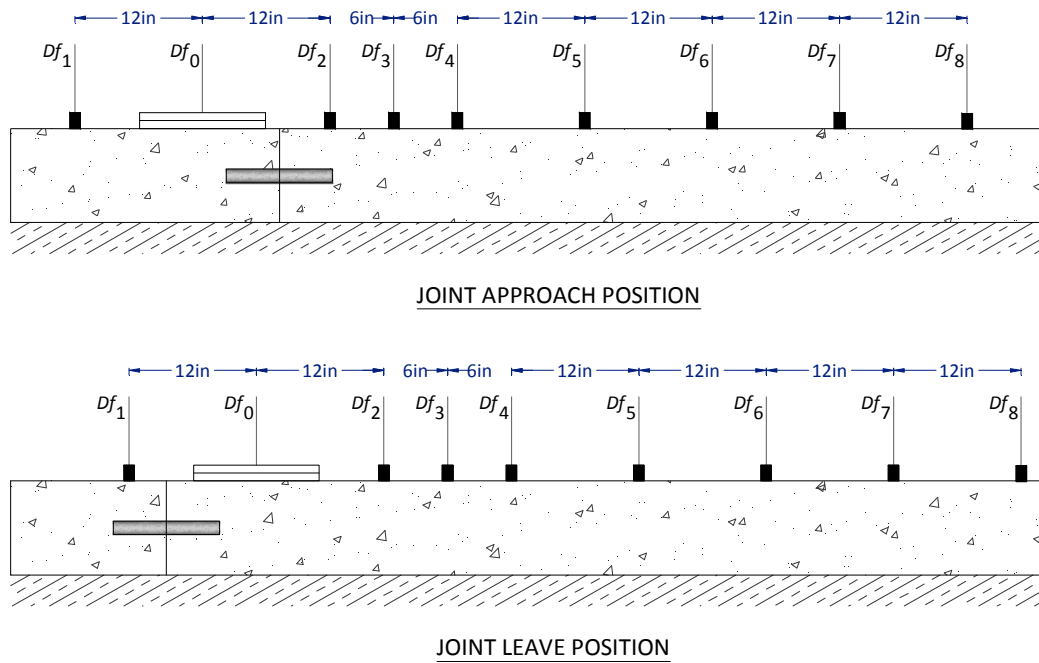 12in 12in 6in 6in 12in 12in 12in 12in
Df1 Df0 Df2 Df3 Df4 Df5 Df6 Df7 Df8
JOINT APPROACH POSITION
12in 12in 6in 6in 12in 12in 12in 12in
Df1 Df0 Df2 Df3 Df4 Df5 Df6 Df7 Df8
JOINT LEAVE POSITION